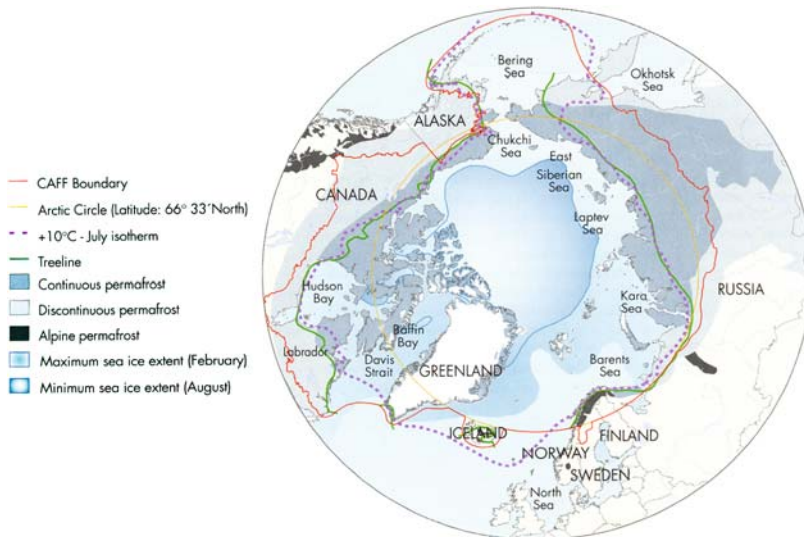 CAFF Boundary
Arctic Circle (Latitude: 66° 33´North)
+10°C - July isotherm
Treeline
Continuous permafrost
Discontinuous permafrost
Alpine permafrost
Maximum sea ice extent (February)
Minimum sea ice extent (August)
Bering
Sea
Okhotsk
Sea
ALASKA
Chukchi
Sea
East
Siberian Sea
CANADA
Laptev
Sea
Hudson
Bay
Kara
Sea
RUSSIA
Baffin
Bay
Labrador
Davis
Strait
GREENLAND
Barents
Sea
ICELAND
FINLAND
NORWAY
SWEDEN
North
Sea